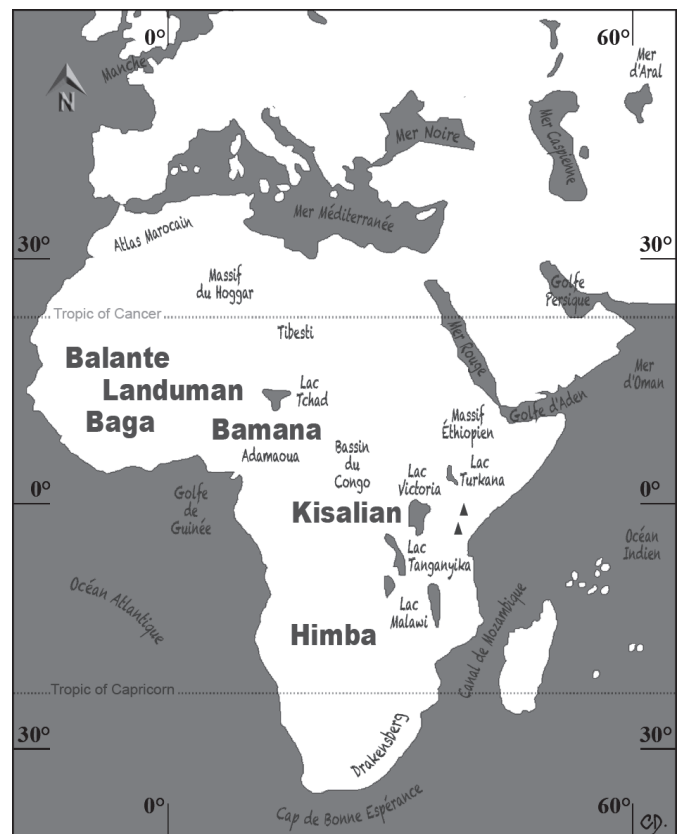 0°
60°
Manche
N
Mer
d'Aral
Mer Noire
Mer Caspienne
Mer Méditerranée
Atlas Marocain
30°
30°
Massif
du Hoggar
Golfe
Persique
Tropic of Cancer
Tibesti
Mer Rouge
Balante
Landuman
Baga
Bamana
Lac
Tchad
Mer
d'Oman
Golfe d'Aden
Massif
Éthiopien
Adamaoua
Bassin
du
Congo
Lac
Turkana
Lac
Victoria
0°
0°
Golfe
de
Guinée
Kisalian
Océan
Indien
Lac
Tanganyika
Océan Atlantique
Lac
Malawi
Canal de Mozambique
Himba
Tropic of Capricorn
30°
30°
Drakensberg
0°
60°
Cap de Bonne Espérance
CD.